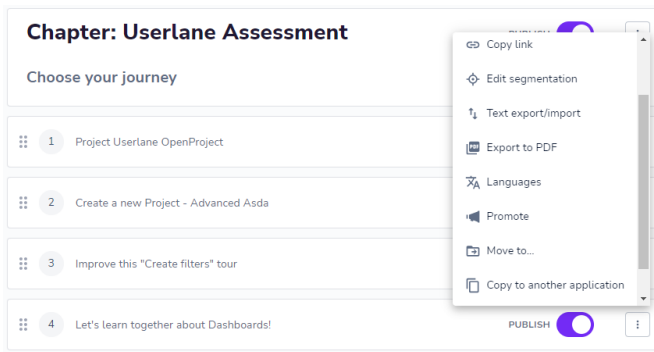 Chapter: Userlane Assessment
PUBLISH
Choose your journey
Copy link
Edit segmentation
Text export/import
Export to PDF
Languages
Promote
Move to...
Copy to another application
1 Project Userlane OpenProject
2 Create a new Project - Advanced Asda
3 Improve this "Create filters" tour
4 Let's learn together about Dashboards!
PUBLISH